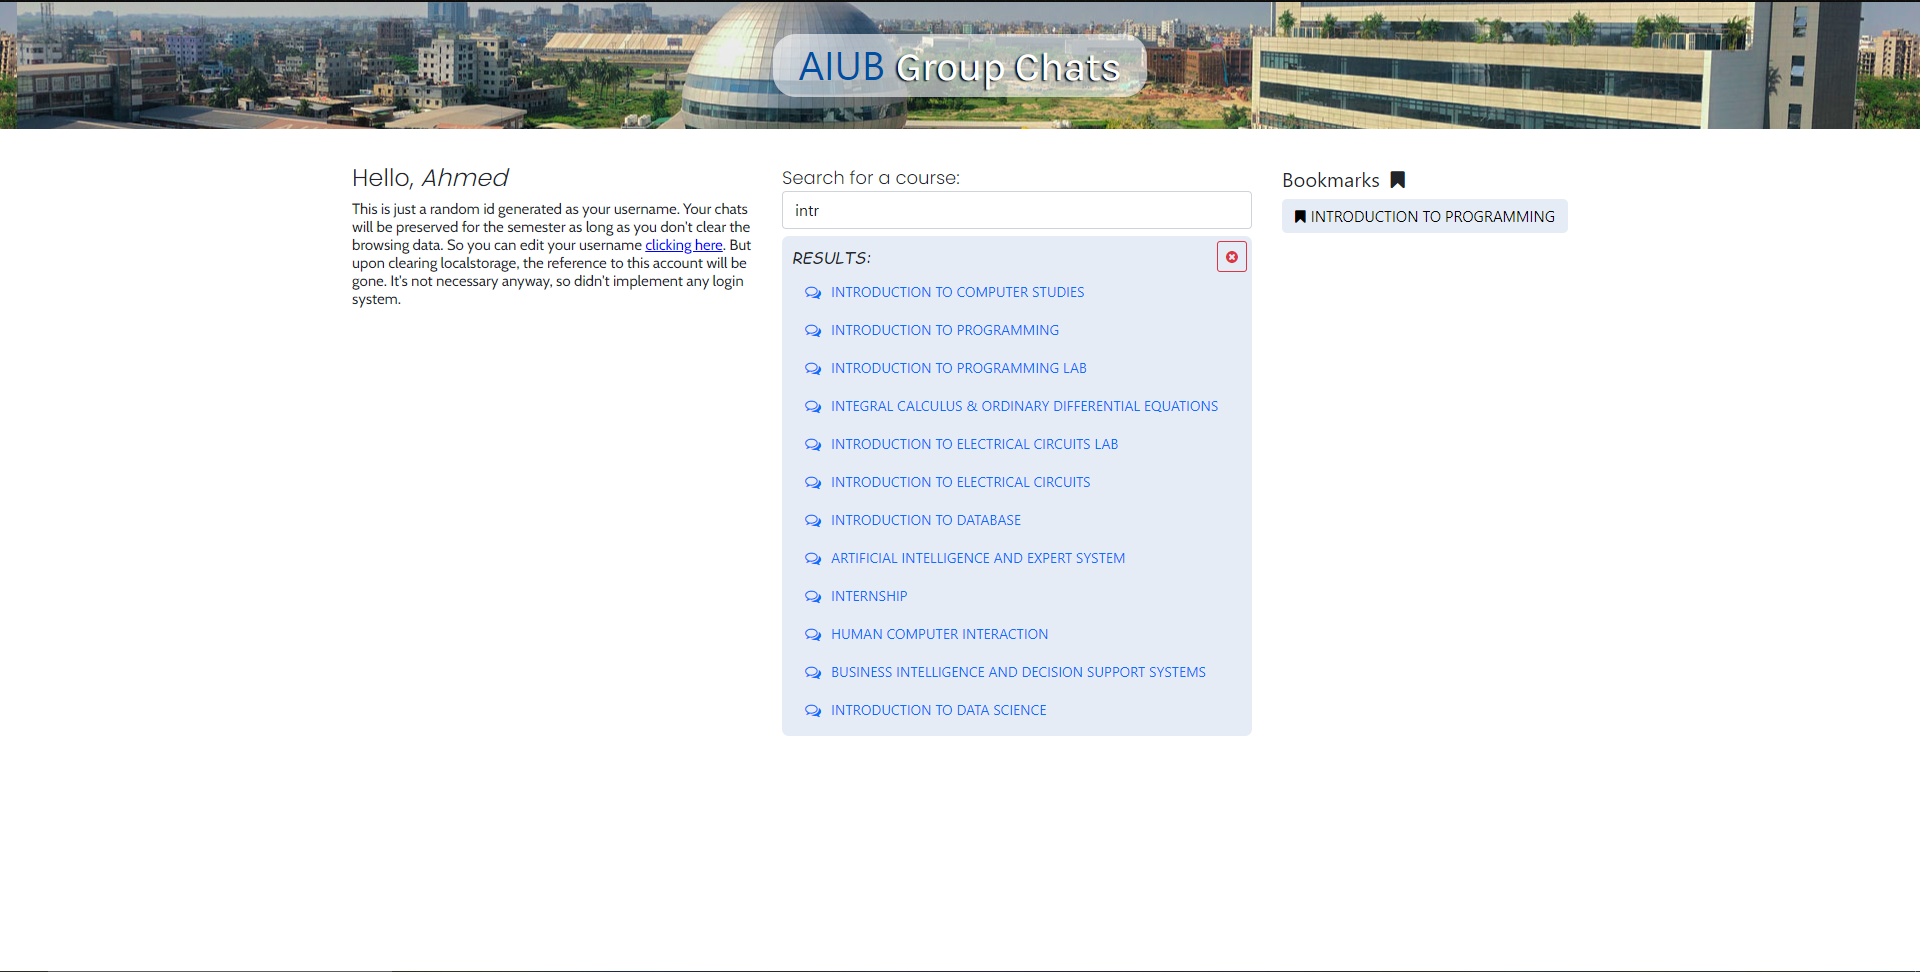 AIUB Group Chats
Hello, Ahmed
This is just a random id generated as your username. Your chats
will be preserved for the semester as long as you don't clear the
browsing data. So you can edit your username clicking here. But
upon clearing localstorage, the reference to this account will be
gone. It's not necessary anyway, so didn't implement any login
system.
Search for a course:
intr
RESULTS:
INTRODUCTION TO COMPUTER STUDIES
INTRODUCTION TO PROGRAMMING
INTRODUCTION TO PROGRAMMING LAB
INTEGRAL CALCULUS & ORDINARY DIFFERENTIAL EQUATIONS
INTRODUCTION TO ELECTRICAL CIRCUITS LAB
INTRODUCTION TO ELECTRICAL CIRCUITS
INTRODUCTION TO DATABASE
ARTIFICIAL INTELLIGENCE AND EXPERT SYSTEM
INTERNSHIP
HUMAN COMPUTER INTERACTION
BUSINESS INTELLIGENCE AND DECISION SUPPORT SYSTEMS
INTRODUCTION TO DATA SCIENCE
Bookmarks
INTRODUCTION TO PROGRAMMING